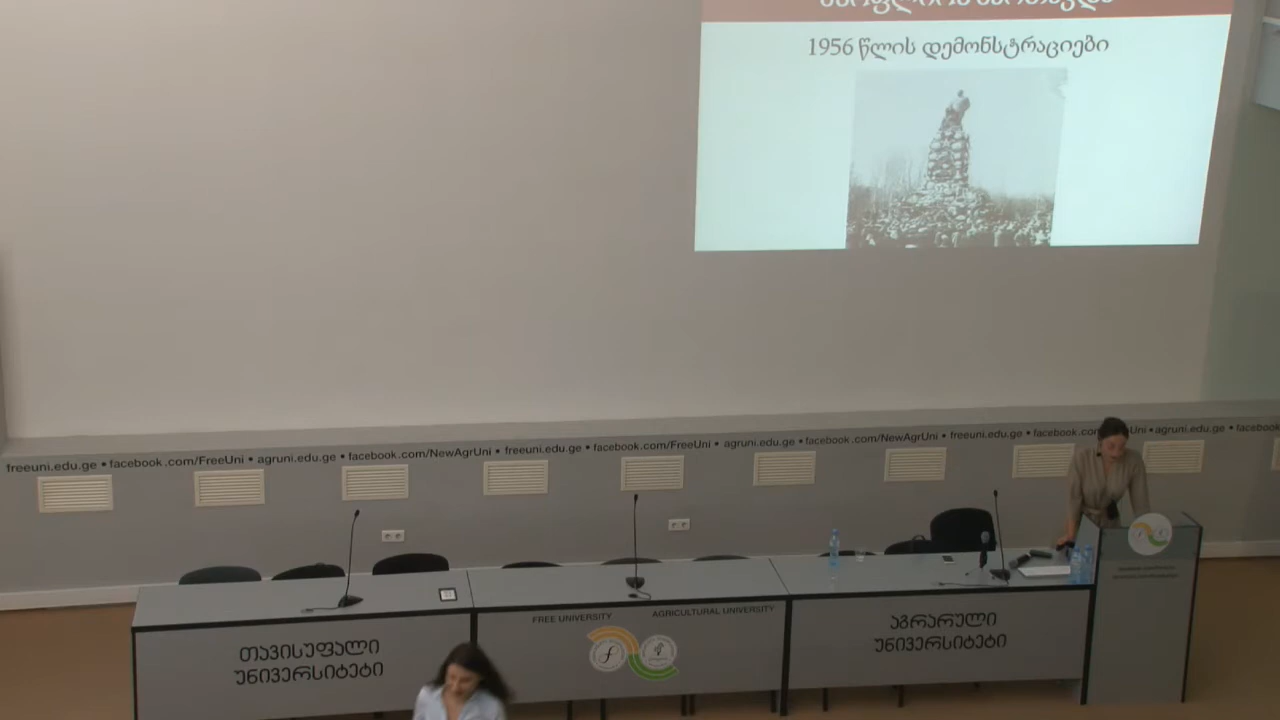 1956 წლის დემონსტრაციები
freeuni.edu.ge • facebook.com/FreeUni • agruni.edu.ge • facebook.com/NewAgrUni • freeuni.edu.ge • facebook.com/FreeUni • agruni.edu.ge • facebook.com/NewAgrUni • freeuni.edu.ge • facebook.com Uni • agruni.edu.ge • faceboo
FREE UNIVERSITY AGRICULTURAL UNIVERSITY
თავისუფალი
უნივერსიტეტი
აგრარული
უნივერსიტეტი